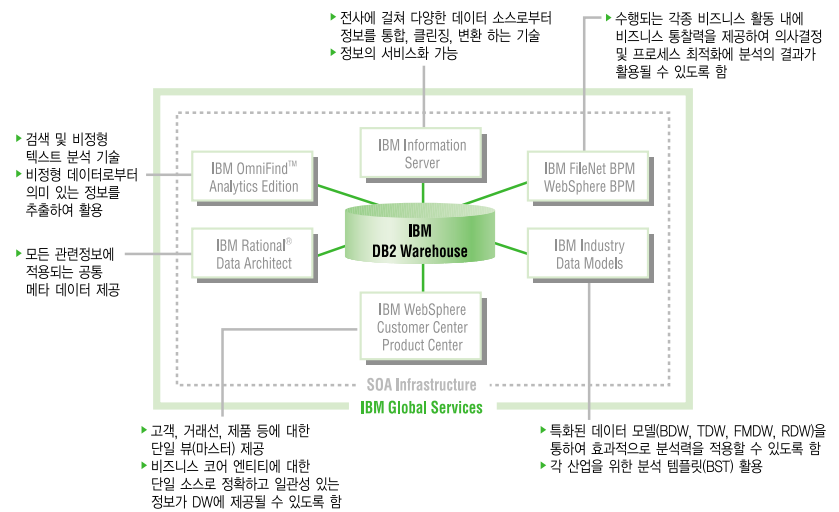 ▶ 전사에 걸쳐 다양한 데이터 소스로부터
정보를 통합, 클린징, 변환 하는 기술
▶ 정보의 서비스화 가능
▶ 수행되는 각종 비즈니스 활동 내에
비즈니스 통찰력을 제공하여 의사결정
및 프로세스 최적화에 분석의 결과가
활용될 수 있도록 함
▶ 검색 및 비정형
텍스트 분석 기술
▶ 비정형 데이터로부터
의미 있는 정보를
추출하여 활용
▶ 모든 관련정보에
적용되는 공통
메타 데이터 제공
IBM OmniFind™
Analytics Edition
IBM Information
Server
IBM FileNet BPM
WebSphere BPM
IBM Rational®
Data Architect
IBM
DB2 Warehouse
IBM Industry
Data Models
IBM WebSphere
Customer Center
Product Center
SOA Infrastructure
IBM Global Services
▶ 고객, 거래선, 제품 등에 대한
단일 뷰(마스터) 제공
▶ 비즈니스 코어 엔티티에 대한
단일 소스로 정확하고 일관성 있는
정보가 DW에 제공될 수 있도록 함
▶ 특화된 데이터 모델(BDW, TDW, FMDW, RDW)을
통하여 효과적으로 분석력을 적용할 수 있도록 함
▶ 각 산업을 위한 분석 템플릿(BST) 활용